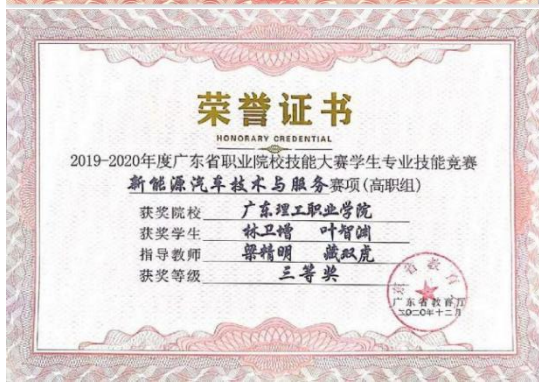 荣誉证书
HONORARY CREDENTIAL
2019-2020年度广东省职业院校技能大赛学生专业技能竞赛
新能源汽车技术与服务赛项(高职组)
获奖院校 广东理工职业学院
获奖学生 林卫增 叶智渊
指导教师 梁精明 臧双虎
获奖等级 三等奖
广东省教育厅
二〇二〇年十二月